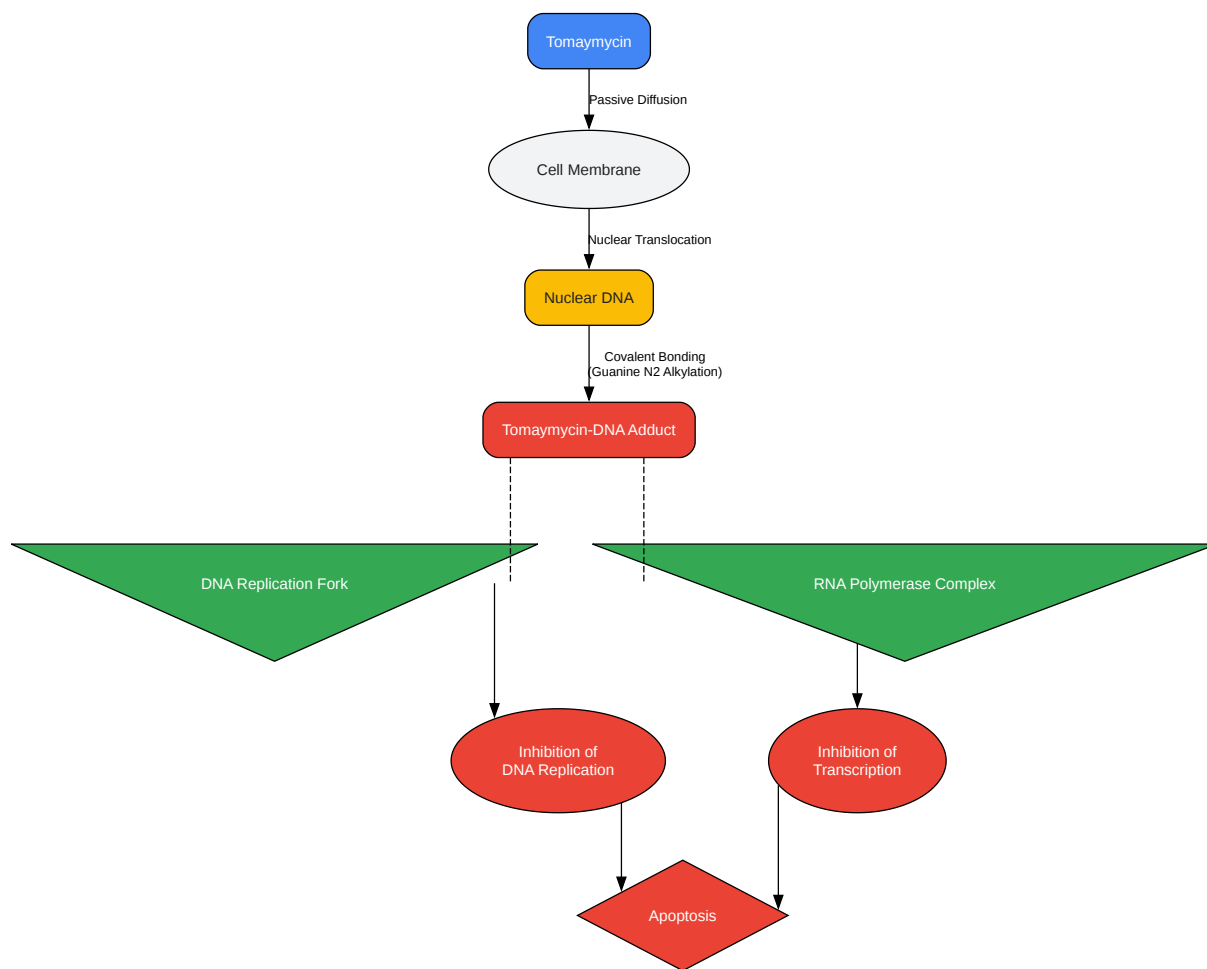 Tomaymycin
Passive Diffusion
Cell Membrane
Nuclear Translocation
Nuclear DNA
Covalent Bonding
(Guanine N2 Alkylation)
Tomaymycin-DNA Adduct
DNA Replication Fork
RNA Polymerase Complex
Inhibition of
DNA Replication
Inhibition of
Transcription
Apoptosis